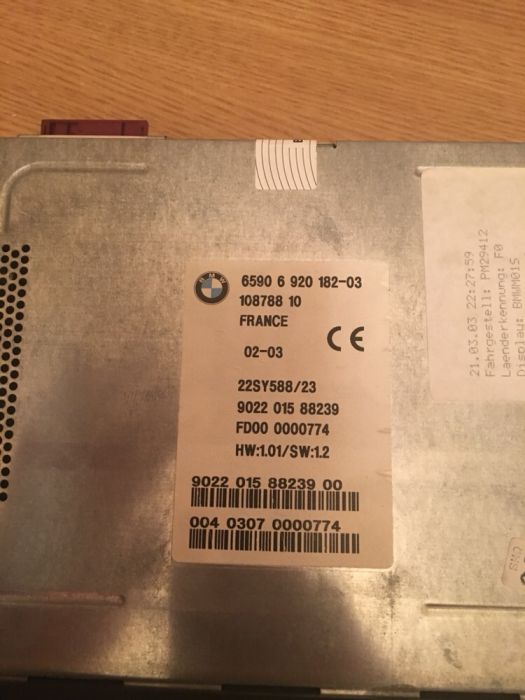 BMW
6590 6 920 182-03
108788 10
FRANCE
02-03
CE
22SY588/23
9022 015 88239
FD00 0000774
HW:1.01/SW:1.2
9022 015 88239 00
004 0307 0000774
21.03.03 22:27:59
Fahrgestell: PM29412
Laenderkennung: F0
Display: BMWM01S